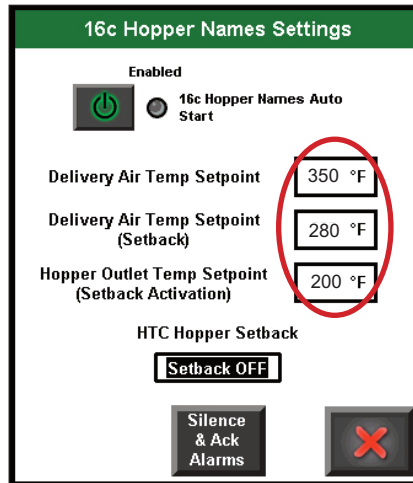 16c Hopper Names Settings
Enabled
16c Hopper Names Auto
Start
Delivery Air Temp Setpoint
350 °F
Delivery Air Temp Setpoint
(Setback)
280 °F
Hopper Outlet Temp Setpoint
(Setback Activation)
200 °F
HTC Hopper Setback
Setback OFF
Silence
& Ack
Alarms